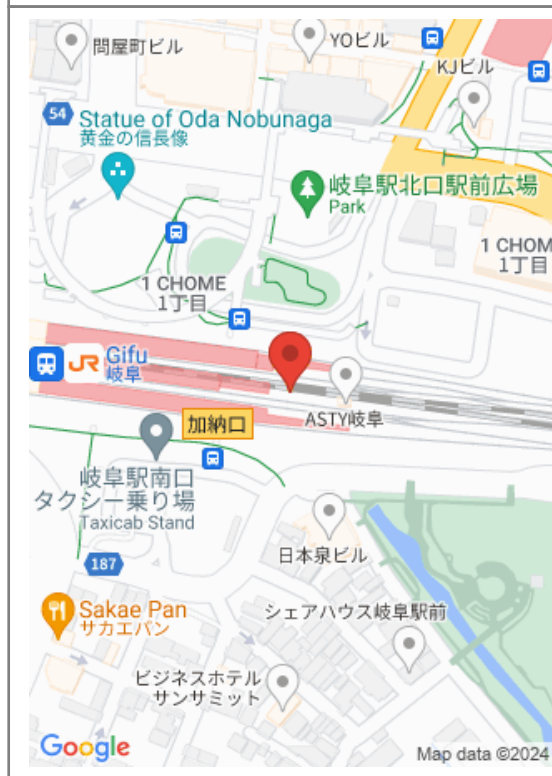 問屋町ビル
YOビル
KJビル
54
Statue of Oda Nobunaga
黄金の信長像
岐阜駅北口駅前広場
Park
1 CHOME
1丁目
1 CHOM
1丁目
JR
Gifu
岐阜
ASTY岐阜
加納口
岐阜駅南口
タクシー乗り場
Taxicab Stand
日本泉ビル
187
Sakae Pan
サカエパン
シェアハウス岐阜駅前
ビジネスホテル
サンサミット
Google
Map data ©2024